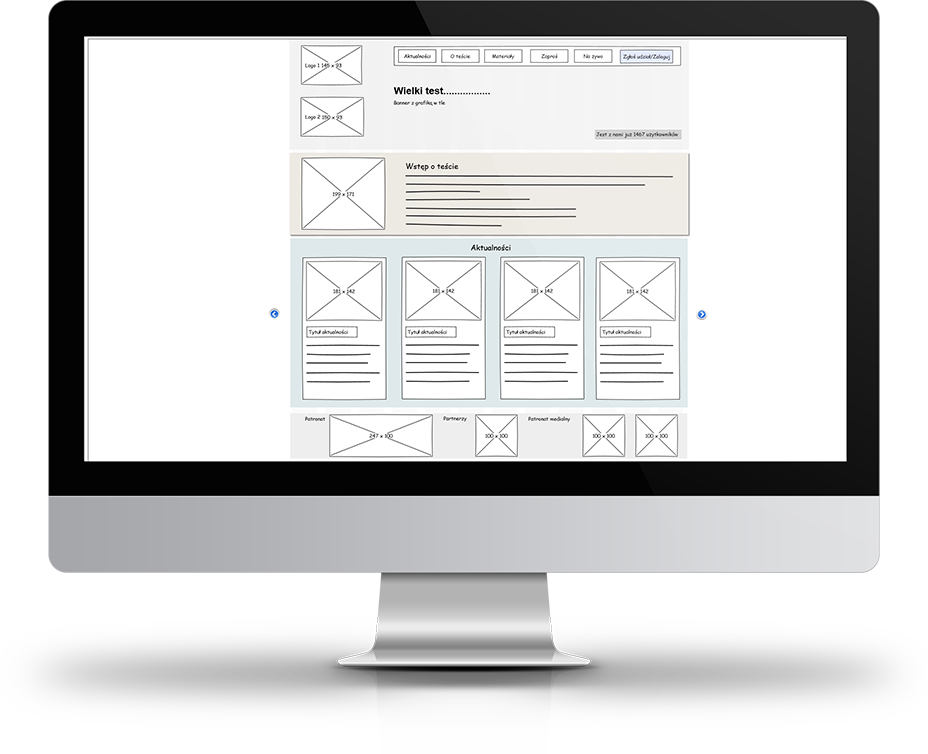 Logo 1 145 x 93
Aktualności
O teście
Materiały
Zaproś
Na żywo
Zgłoś udział/Zaloguj
Wielki test.................
Banner z grafiką w tle
Logo 2 150 x 93
Jest z nami już 1467 użytkowników
Wstęp o teście
199 x 171
Aktualności
181 x 142
181 x 142
181 x 142
181 x 142
Tytuł aktualności
Tytuł aktualności
Tytuł aktualności
Tytuł aktualności
Patronat
247 x 100
Partnerzy
100 x 100
Patronat medialny
100 x 100
100 x 100